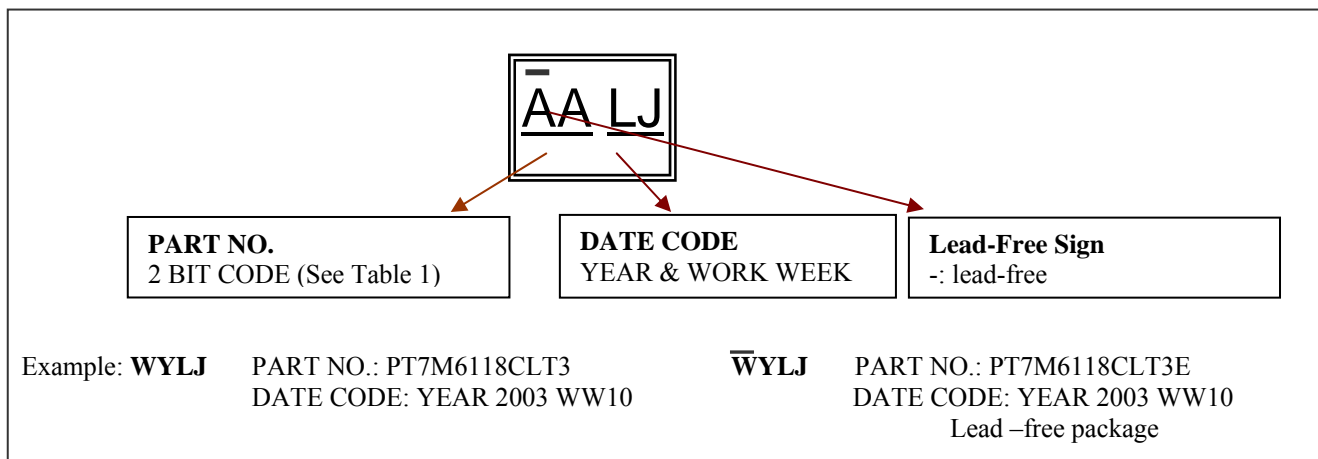 AA LJ
PART NO.
2 BIT CODE (See Table 1)
DATE CODE
YEAR & WORK WEEK
Lead-Free Sign
-: lead-free
Example: WYLJ PART NO.: PT7M6118CLT3
DATE CODE: YEAR 2003 WW10
W̅YLJ PART NO.: PT7M6118CLT3E
DATE CODE: YEAR 2003 WW10
Lead –free package